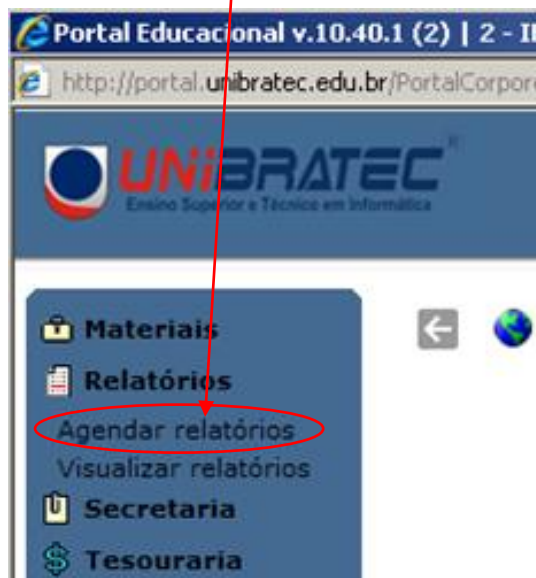 Portal Educacional v.10.40.1 (2) | 2 - I
http://portal.unibratec.edu.br/PortalCorpor
UNiBRATEC®
Ensino Superior e Técnico em Informática
Materiais
Relatórios
Agendar relatórios
Visualizar relatórios
Secretaria
Tesouraria